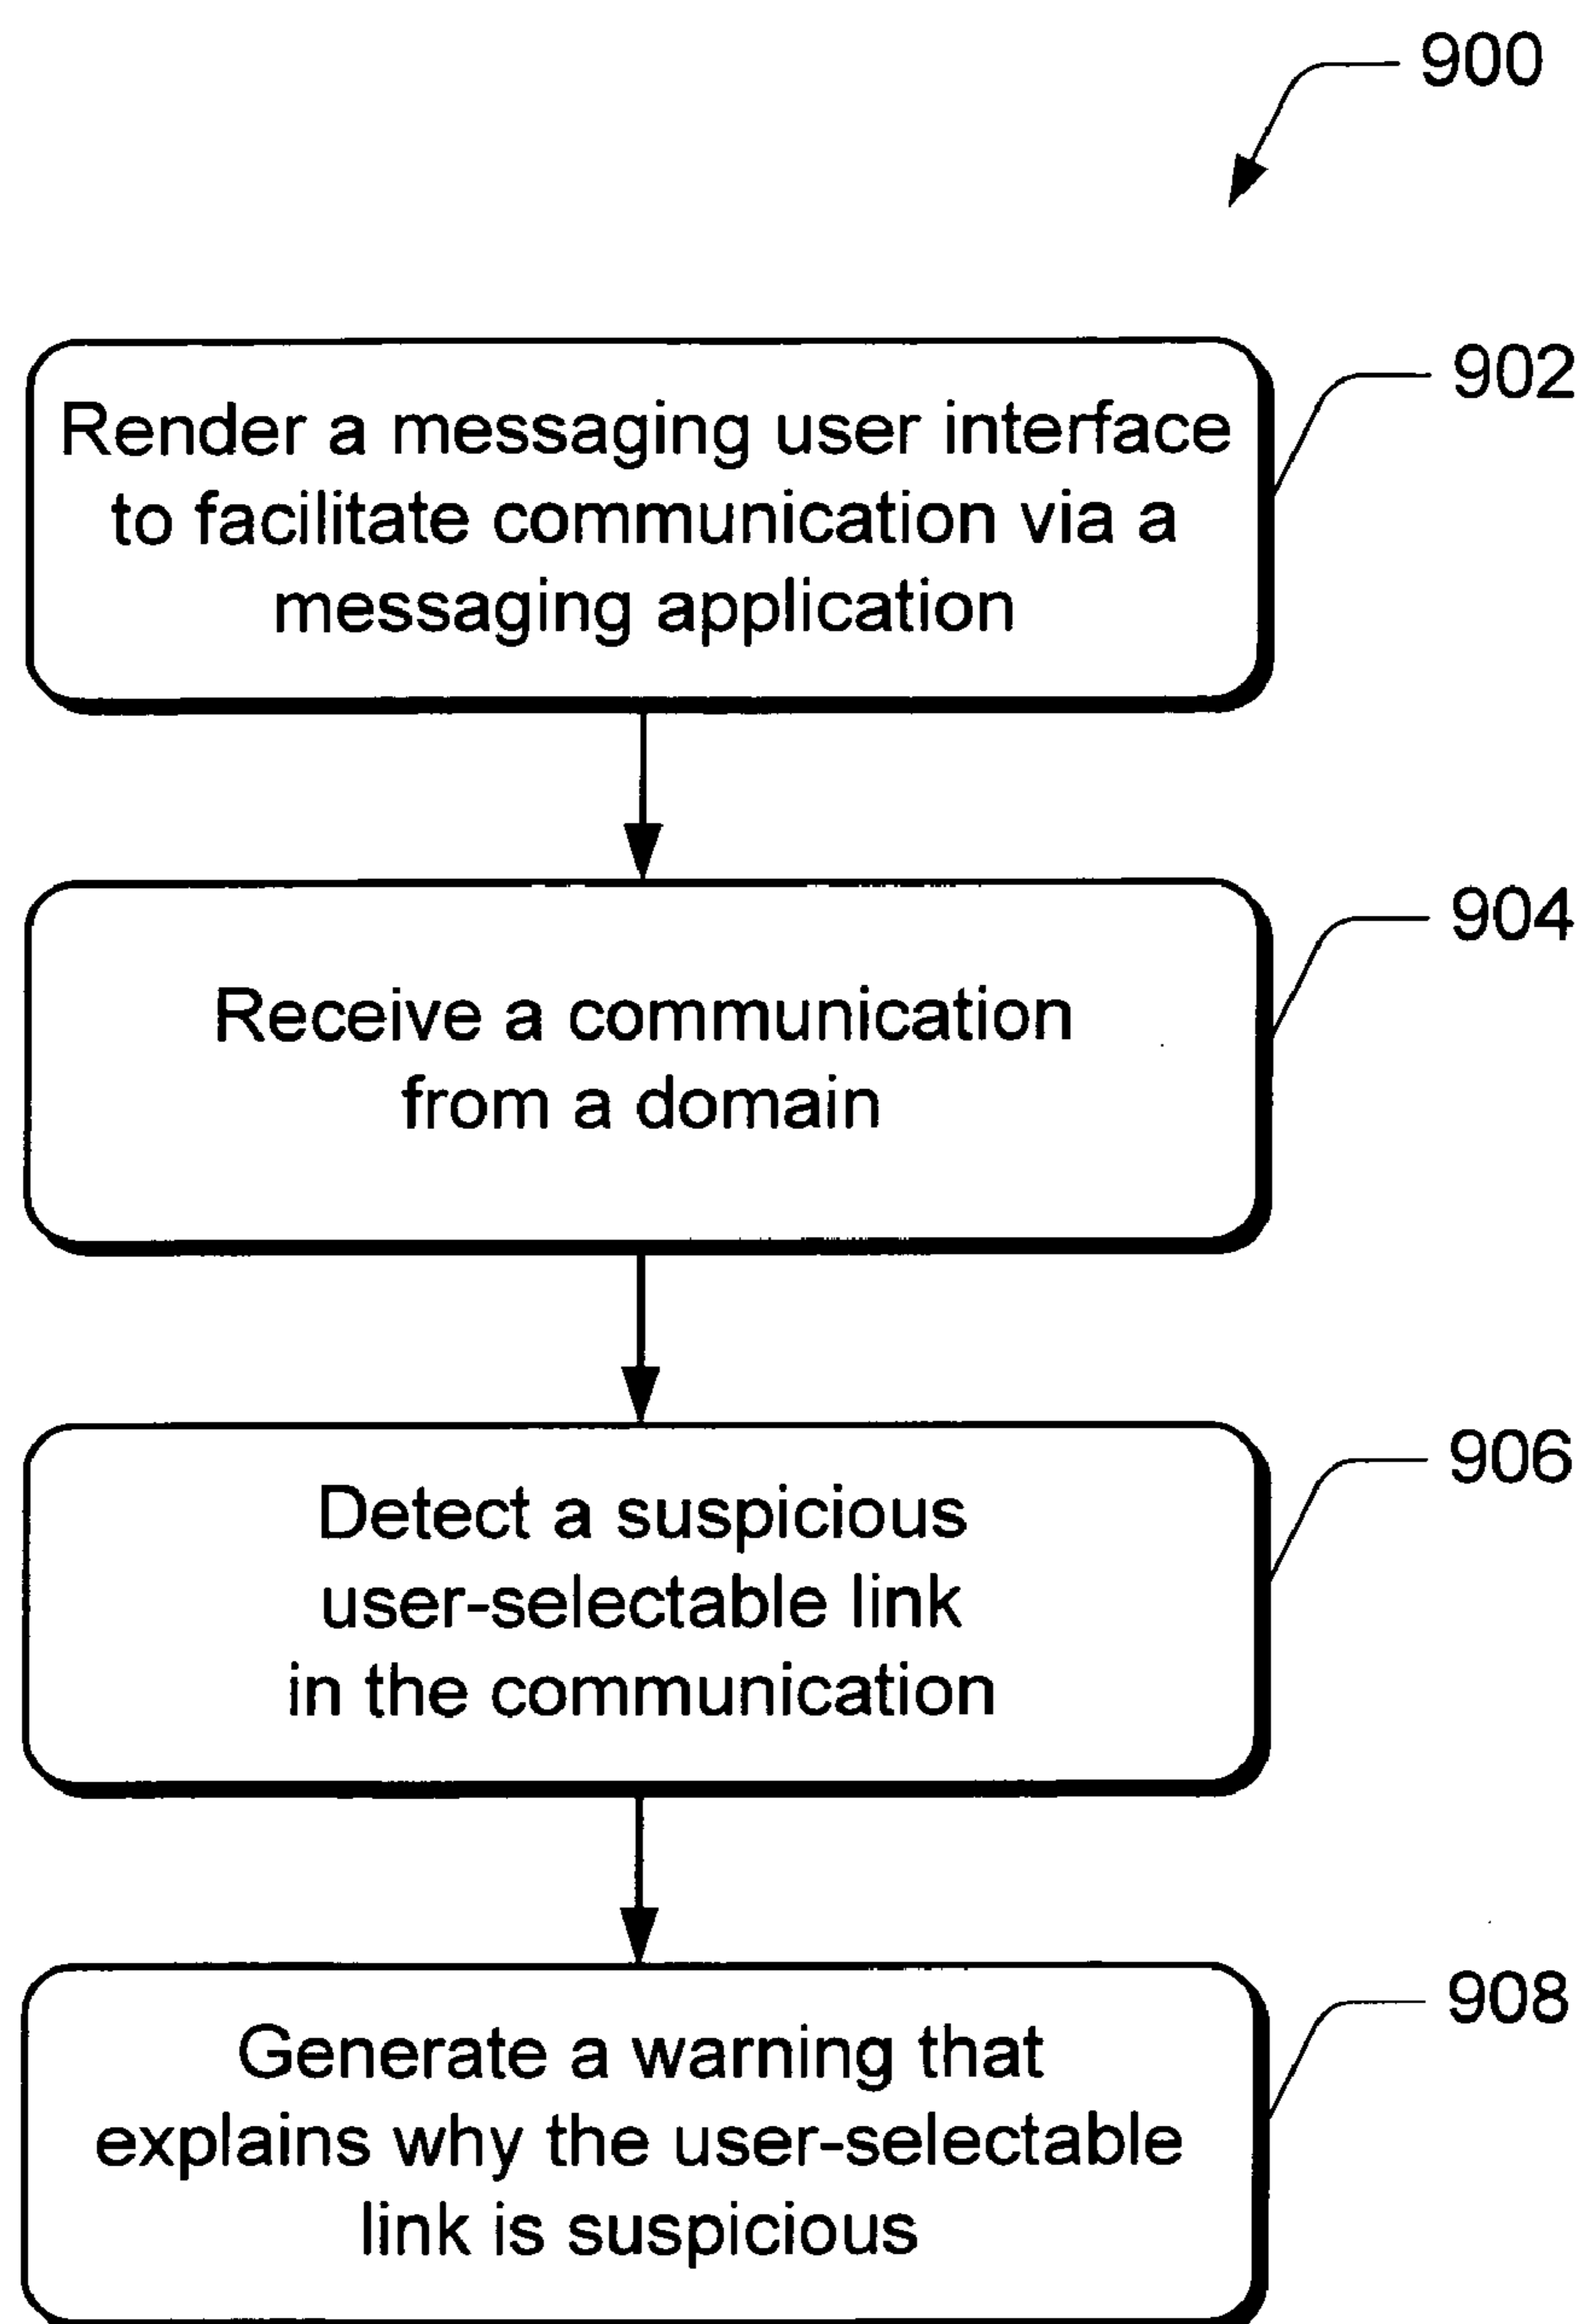 900
902
Render a messaging user interface
to facilitate communication via a
messaging application
904
Receive a communication
from a domain
906
Detect a suspicious
user-selectable link
in the communication
908
Generate a warning that
explains why the user-selectable
link is suspicious